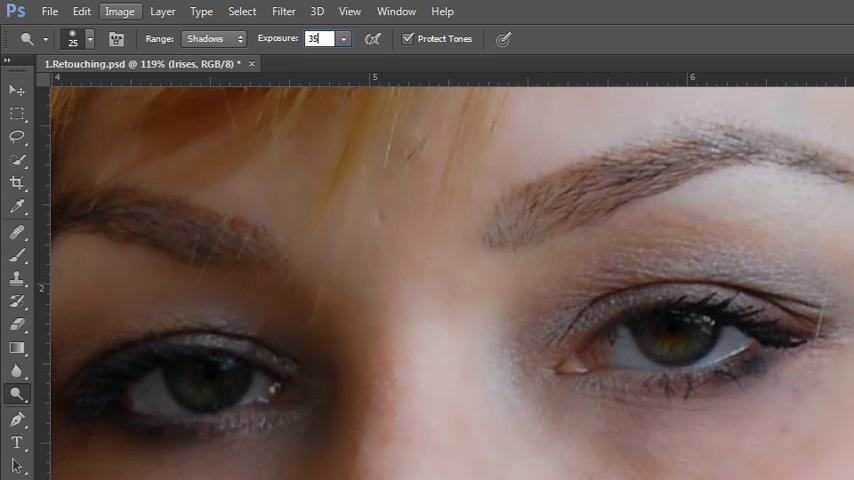 Ps File Edit Image Layer Type Select Filter 3D View Window Help
25 Range: Shadows Exposure: 35 Protect Tones
1.Retouching.psd @ 119% (Irises, RGB/8) * ×
4 5 6
2
T